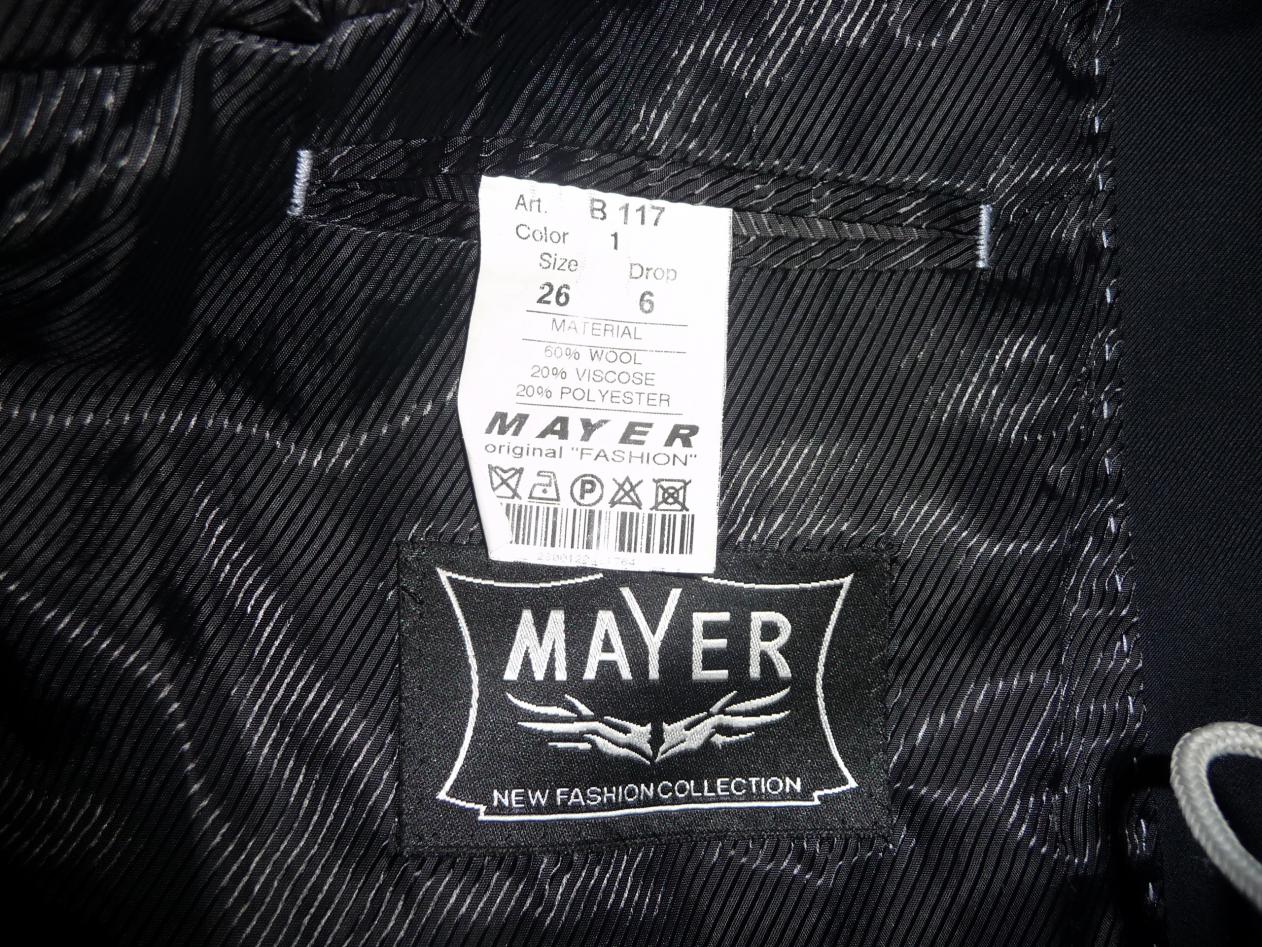 Art. B 117
Color 1
Size Drop
26 6
MATERIAL
60% WOOL
20% VISCOSE
20% POLYESTER
MAYER
original "FASHION"
P
MAYER
NEW FASHION COLLECTION